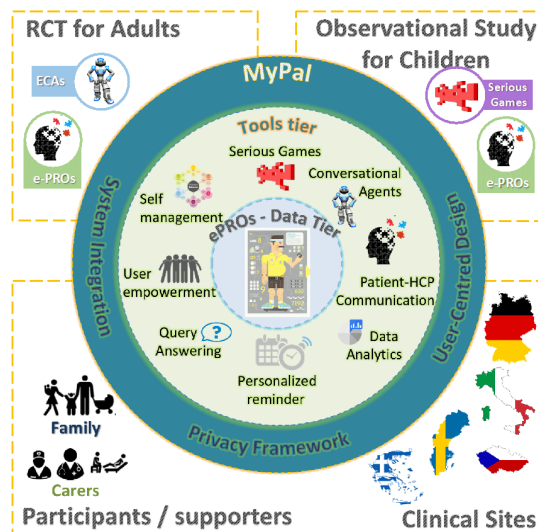 RCT for Adults
Observational Study
for Children
ECAs
e-PROs
Serious
Games
e-PROs
MyPal
System Integration
User-Centred Design
Privacy Framework
Tools tier
Serious Games
Conversational
Agents
Self
management
ePROs - Data Tier
User
empowerment
Patient-HCP
Communication
Query
Answering
Data
Analytics
Personalized
reminder
Family
Carers
Participants / supporters
Clinical Sites